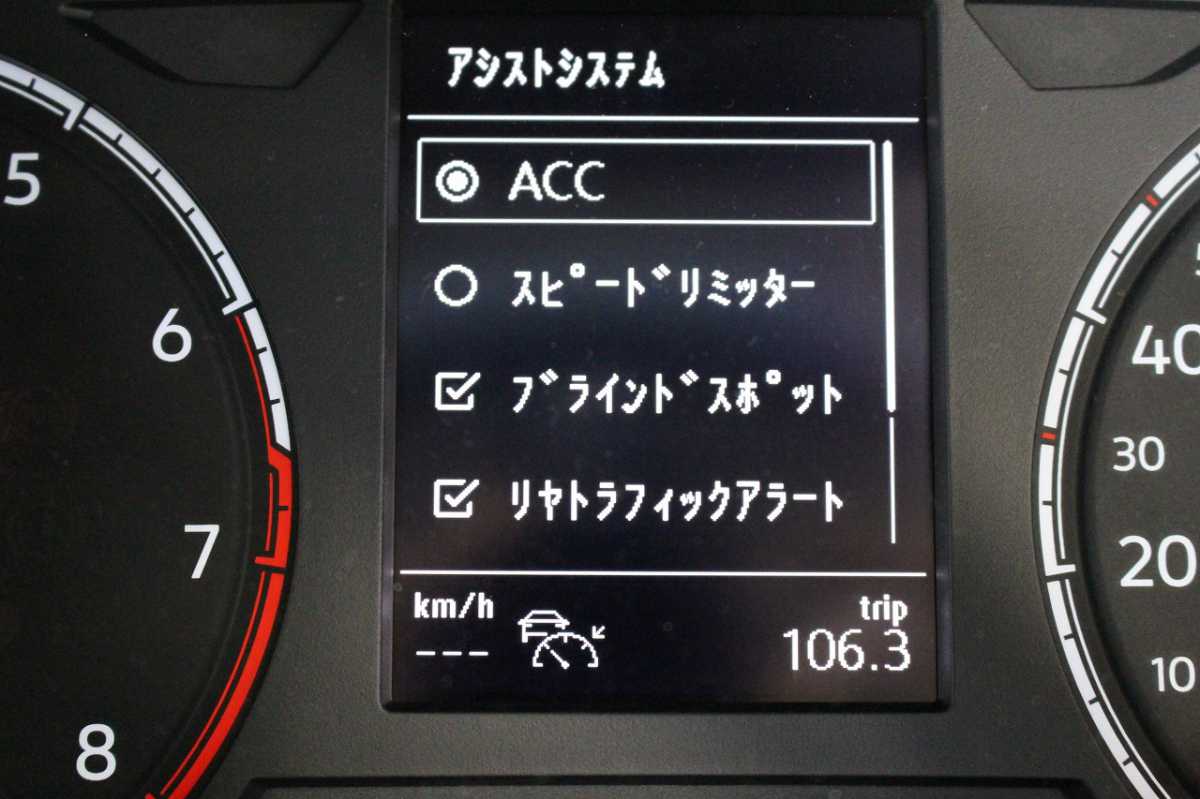 アシストシステム
ACC
スピードリミッター
ブラインドスポット
リヤトラフィックアラート
km/h
trip
---
106.3
5
6
7
8
40
30
20
10